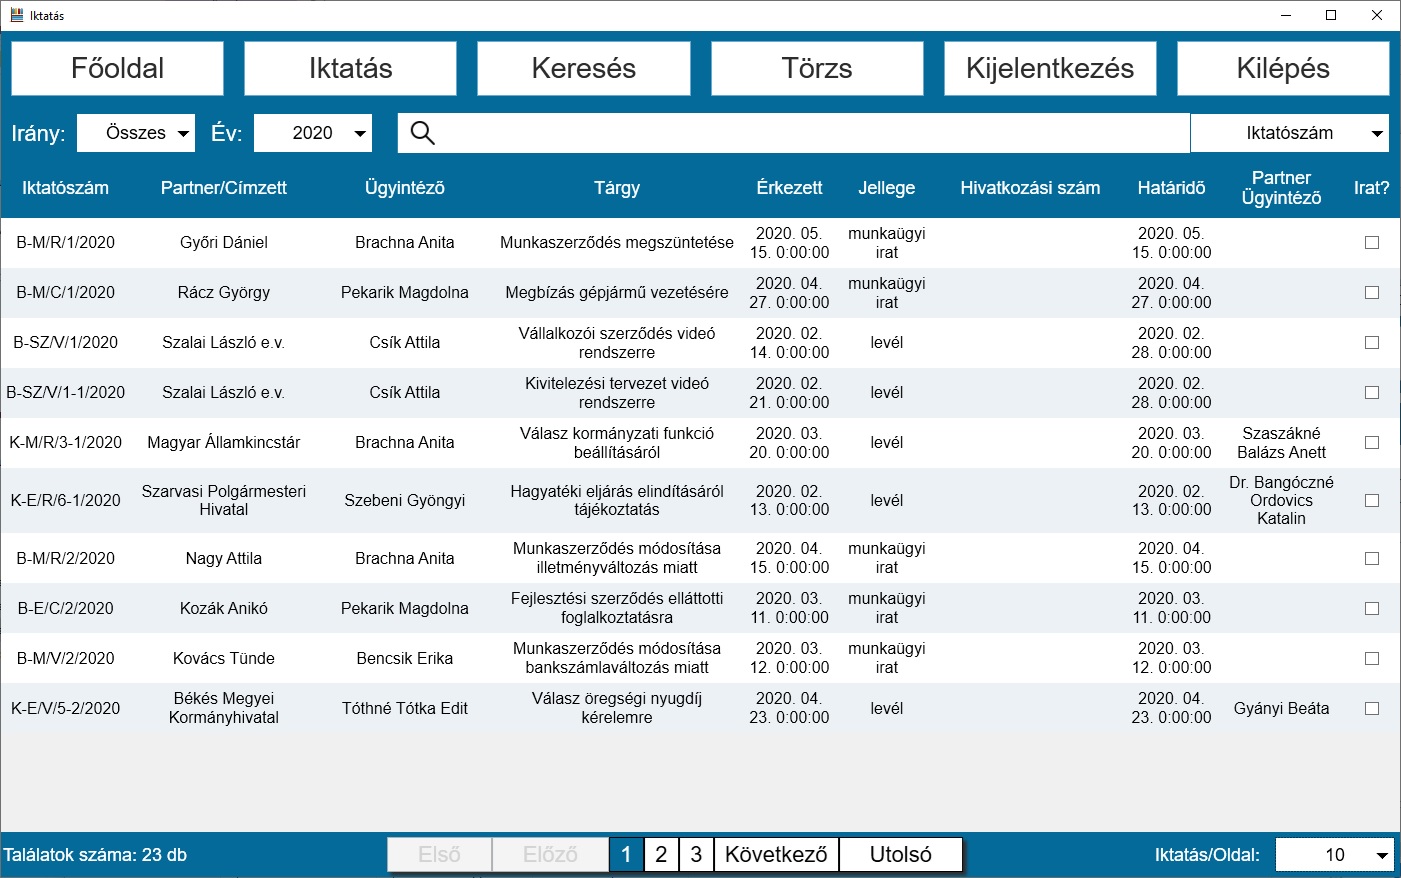 Iktatás
Főoldal Iktatás Keresés Törzs Kijelentkezés Kilépés
Irány: Összes Év: 2020 Iktatószám
Iktatószám Partner/Címzett Ügyintéző Tárgy Érkezett Jellege Hivatkozási szám Határidő Partner Ügyintéző Irat?
B-M/R/1/2020 Győri Dániel Brachna Anita Munkaszerződés megszüntetése 2020. 05. 15. 0:00:00 munkaügyi irat 2020. 05. 15. 0:00:00
B-M/C/1/2020 Rácz György Pekarik Magdolna Megbízás gépjármű vezetésére 2020. 04. 27. 0:00:00 munkaügyi irat 2020. 04. 27. 0:00:00
B-SZ/V/1/2020 Szalai László e.v. Csík Attila Vállalkozói szerződés videó rendszerre 2020. 02. 14. 0:00:00 levél 2020. 02. 28. 0:00:00
B-SZ/V/1-1/2020 Szalai László e.v. Csík Attila Kivitelezési tervezet videó rendszerre 2020. 02. 21. 0:00:00 levél 2020. 02. 28. 0:00:00
K-M/R/3-1/2020 Magyar Államkincstár Brachna Anita Válasz kormányzati funkció beállításáról 2020. 03. 20. 0:00:00 levél 2020. 03. 20. 0:00:00 Szaszákné Balázs Anett
K-E/R/6-1/2020 Szarvasi Polgármesteri Hivatal Szebeni Gyöngyi Hagyatéki eljárás elindításáról tájékoztatás 2020. 02. 13. 0:00:00 levél 2020. 02. 13. 0:00:00 Dr. Bangóczné Ordovics Katalin
B-M/R/2/2020 Nagy Attila Brachna Anita Munkaszerződés módosítása illetményváltozás miatt 2020. 04. 15. 0:00:00 munkaügyi irat 2020. 04. 15. 0:00:00
B-E/C/2/2020 Kozák Anikó Pekarik Magdolna Fejlesztési szerződés elláttotti foglalkoztatásra 2020. 03. 11. 0:00:00 munkaügyi irat 2020. 03. 11. 0:00:00
B-M/V/2/2020 Kovács Tünde Bencsik Erika Munkaszerződés módosítása bankszámlaváltozás miatt 2020. 03. 12. 0:00:00 munkaügyi irat 2020. 03. 12. 0:00:00
K-E/V/5-2/2020 Békés Megyei Kormányhivatal Tóthné Tótka Edit Válasz öregségi nyugdíj kérelemre 2020. 04. 23. 0:00:00 levél 2020. 04. 23. 0:00:00 Gyányi Beáta
Találatok száma: 23 db Első Előző 1 2 3 Következő Utolsó Iktatás/Oldal: 10